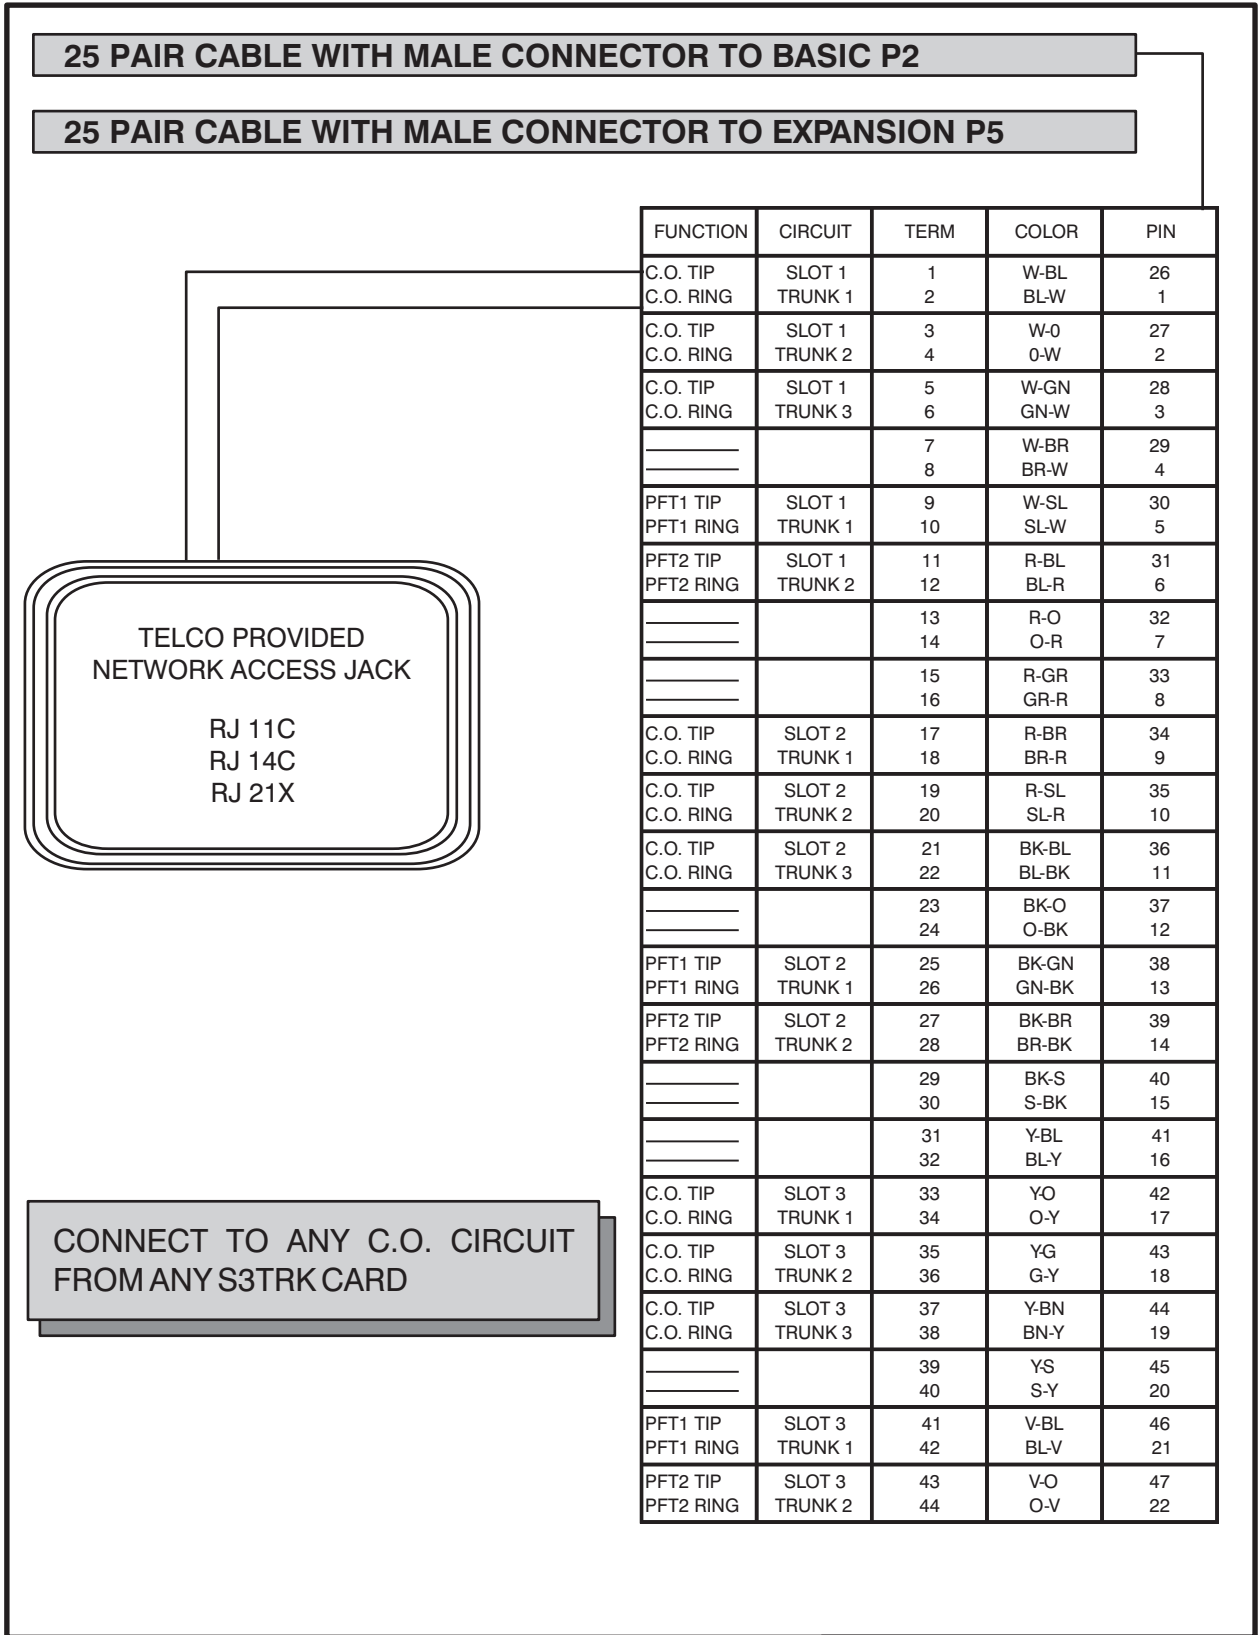 25 PAIR CABLE WITH MALE CONNECTOR TO BASIC P2
25 PAIR CABLE WITH MALE CONNECTOR TO EXPANSION P5
FUNCTION CIRCUIT TERM COLOR PIN
C.O. TIP SLOT 1 1 W-BL 26
C.O. RING TRUNK 1 2 BL-W 1
C.O. TIP SLOT 1 3 W-0 27
C.O. RING TRUNK 2 4 0-W 2
C.O. TIP SLOT 1 5 W-GN 28
C.O. RING TRUNK 3 6 GN-W 3
7 W-BR 29
8 BR-W 4
PFT1 TIP SLOT 1 9 W-SL 30
PFT1 RING TRUNK 1 10 SL-W 5
PFT2 TIP SLOT 1 11 R-BL 31
PFT2 RING TRUNK 2 12 BL-R 6
13 R-O 32
14 O-R 7
15 R-GR 33
16 GR-R 8
C.O. TIP SLOT 2 17 R-BR 34
C.O. RING TRUNK 1 18 BR-R 9
C.O. TIP SLOT 2 19 R-SL 35
C.O. RING TRUNK 2 20 SL-R 10
C.O. TIP SLOT 2 21 BK-BL 36
C.O. RING TRUNK 3 22 BL-BK 11
23 BK-O 37
24 O-BK 12
PFT1 TIP SLOT 2 25 BK-GN 38
PFT1 RING TRUNK 1 26 GN-BK 13
PFT2 TIP SLOT 2 27 BK-BR 39
PFT2 RING TRUNK 2 28 BR-BK 14
29 BK-S 40
30 S-BK 15
31 Y-BL 41
32 BL-Y 16
C.O. TIP SLOT 3 33 Y-O 42
C.O. RING TRUNK 1 34 O-Y 17
C.O. TIP SLOT 3 35 Y-G 43
C.O. RING TRUNK 2 36 G-Y 18
C.O. TIP SLOT 3 37 Y-BN 44
C.O. RING TRUNK 3 38 BN-Y 19
39 Y-S 45
40 S-Y 20
PFT1 TIP SLOT 3 41 V-BL 46
PFT1 RING TRUNK 1 42 BL-V 21
PFT2 TIP SLOT 3 43 V-O 47
PFT2 RING TRUNK 2 44 O-V 22
TELCO PROVIDED
NETWORK ACCESS JACK
RJ 11C
RJ 14C
RJ 21X
CONNECT TO ANY C.O. CIRCUIT
FROM ANY S3TRK CARD